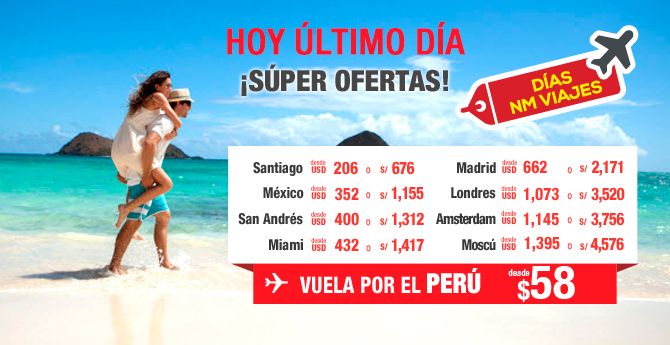 HOY ÚLTIMO DÍA
¡SÚPER OFERTAS!
DÍAS
NM VIAJES
Santiago desde USD 206 o S/ 676
México desde USD 352 o S/ 1,155
San Andrés desde USD 400 o S/ 1,312
Miami desde USD 432 o S/ 1,417
Madrid desde USD 662 o S/ 2,171
Londres desde USD 1,073 o S/ 3,520
Amsterdam desde USD 1,145 o S/ 3,756
Moscú desde USD 1,395 o S/ 4,576
VUELA POR EL PERÚ desde $58